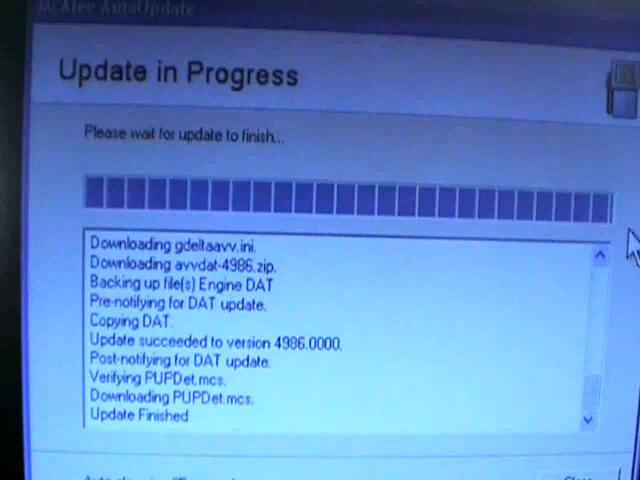 McAfee AutoUpdate
Update in Progress
Please wait for update to finish...
Downloading gdeltaavv.ini.
Downloading avvdat-4986.zip.
Backing up file(s) Engine DAT
Pre-notifying for DAT update.
Copying DAT.
Update succeeded to version 4986.0000.
Post-notifying for DAT update.
Verifying PUPDet.mcs.
Downloading PUPDet.mcs.
Update Finished